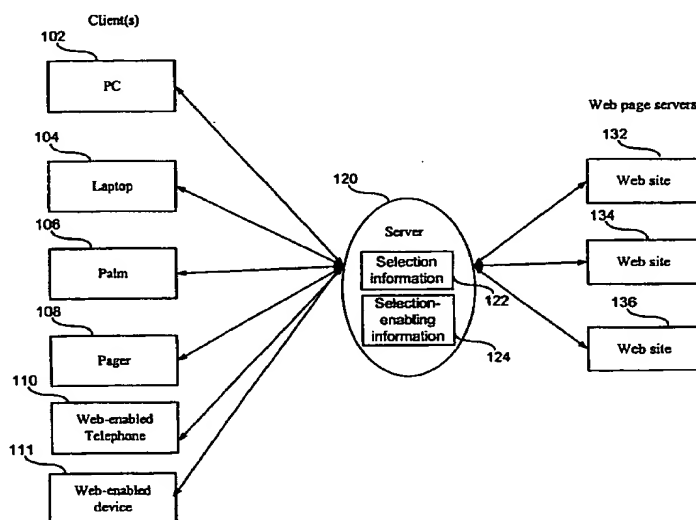 Client(s)
102
PC
104
Laptop
106
Palm
108
Pager
110
Web-enabled
Telephone
111
Web-enabled
device
120
Server
Selection
information
122
Selection-
enabling
information
124
Web page servers
132
Web site
134
Web site
136
Web site